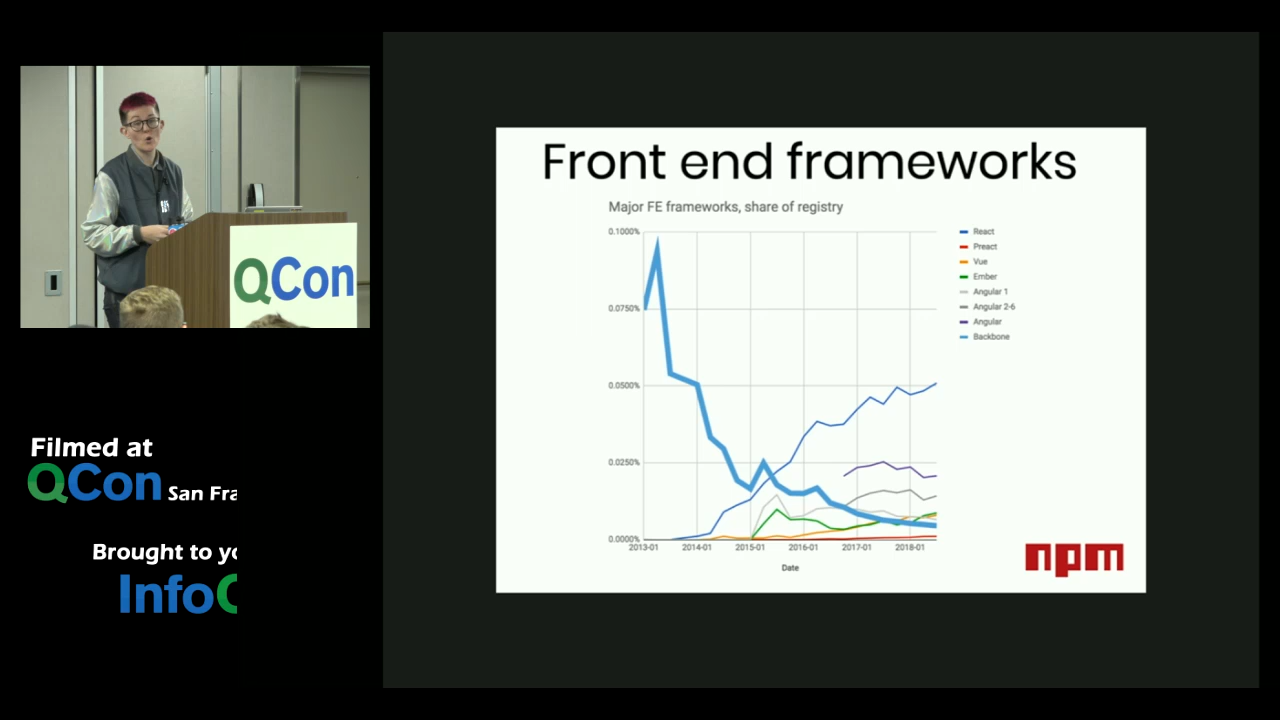 QCon
Filmed at
QCon San Fra
Brought to yo
InfoQ
Front end frameworks
Major FE frameworks, share of registry
0.1000%
0.0750%
0.0500%
0.0250%
0.0000%
2013-01 2014-01 2015-01 2016-01 2017-01 2018-01
Date
React
Preact
Vue
Ember
Angular 1
Angular 2-6
Angular
Backbone
npm